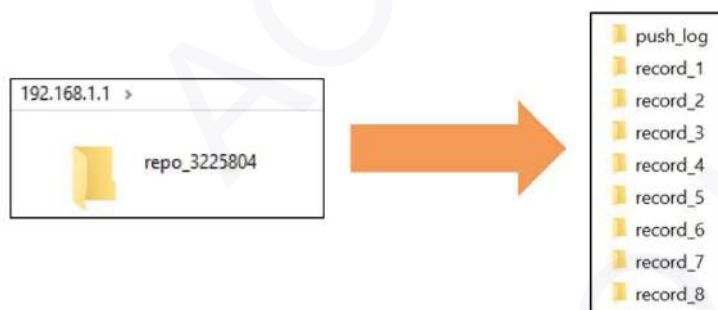 192.168.1.1 >
repo_3225804
push_log
record_1
record_2
record_3
record_4
record_5
record_6
record_7
record_8